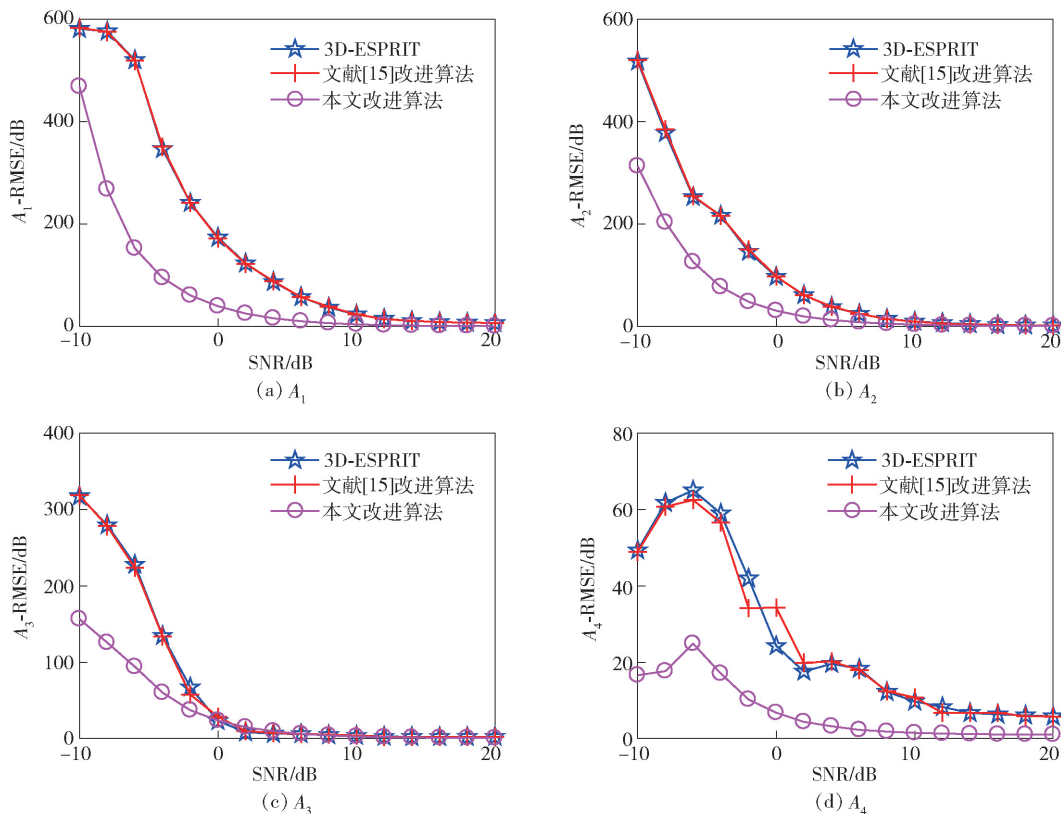 600
400
200
0
A₁-RMSE/dB
3D-ESPRIT
文献[15]改进算法
本文改进算法
−10 0 10 20
SNR/dB
(a) A₁
600
400
200
0
A₂-RMSE/dB
3D-ESPRIT
文献[15]改进算法
本文改进算法
−10 0 10 20
SNR/dB
(b) A₂
400
300
200
100
0
A₃-RMSE/dB
3D-ESPRIT
文献[15]改进算法
本文改进算法
−10 0 10 20
SNR/dB
(c) A₃
80
60
40
20
0
A₄-RMSE/dB
3D-ESPRIT
文献[15]改进算法
本文改进算法
−10 0 10 20
SNR/dB
(d) A₄